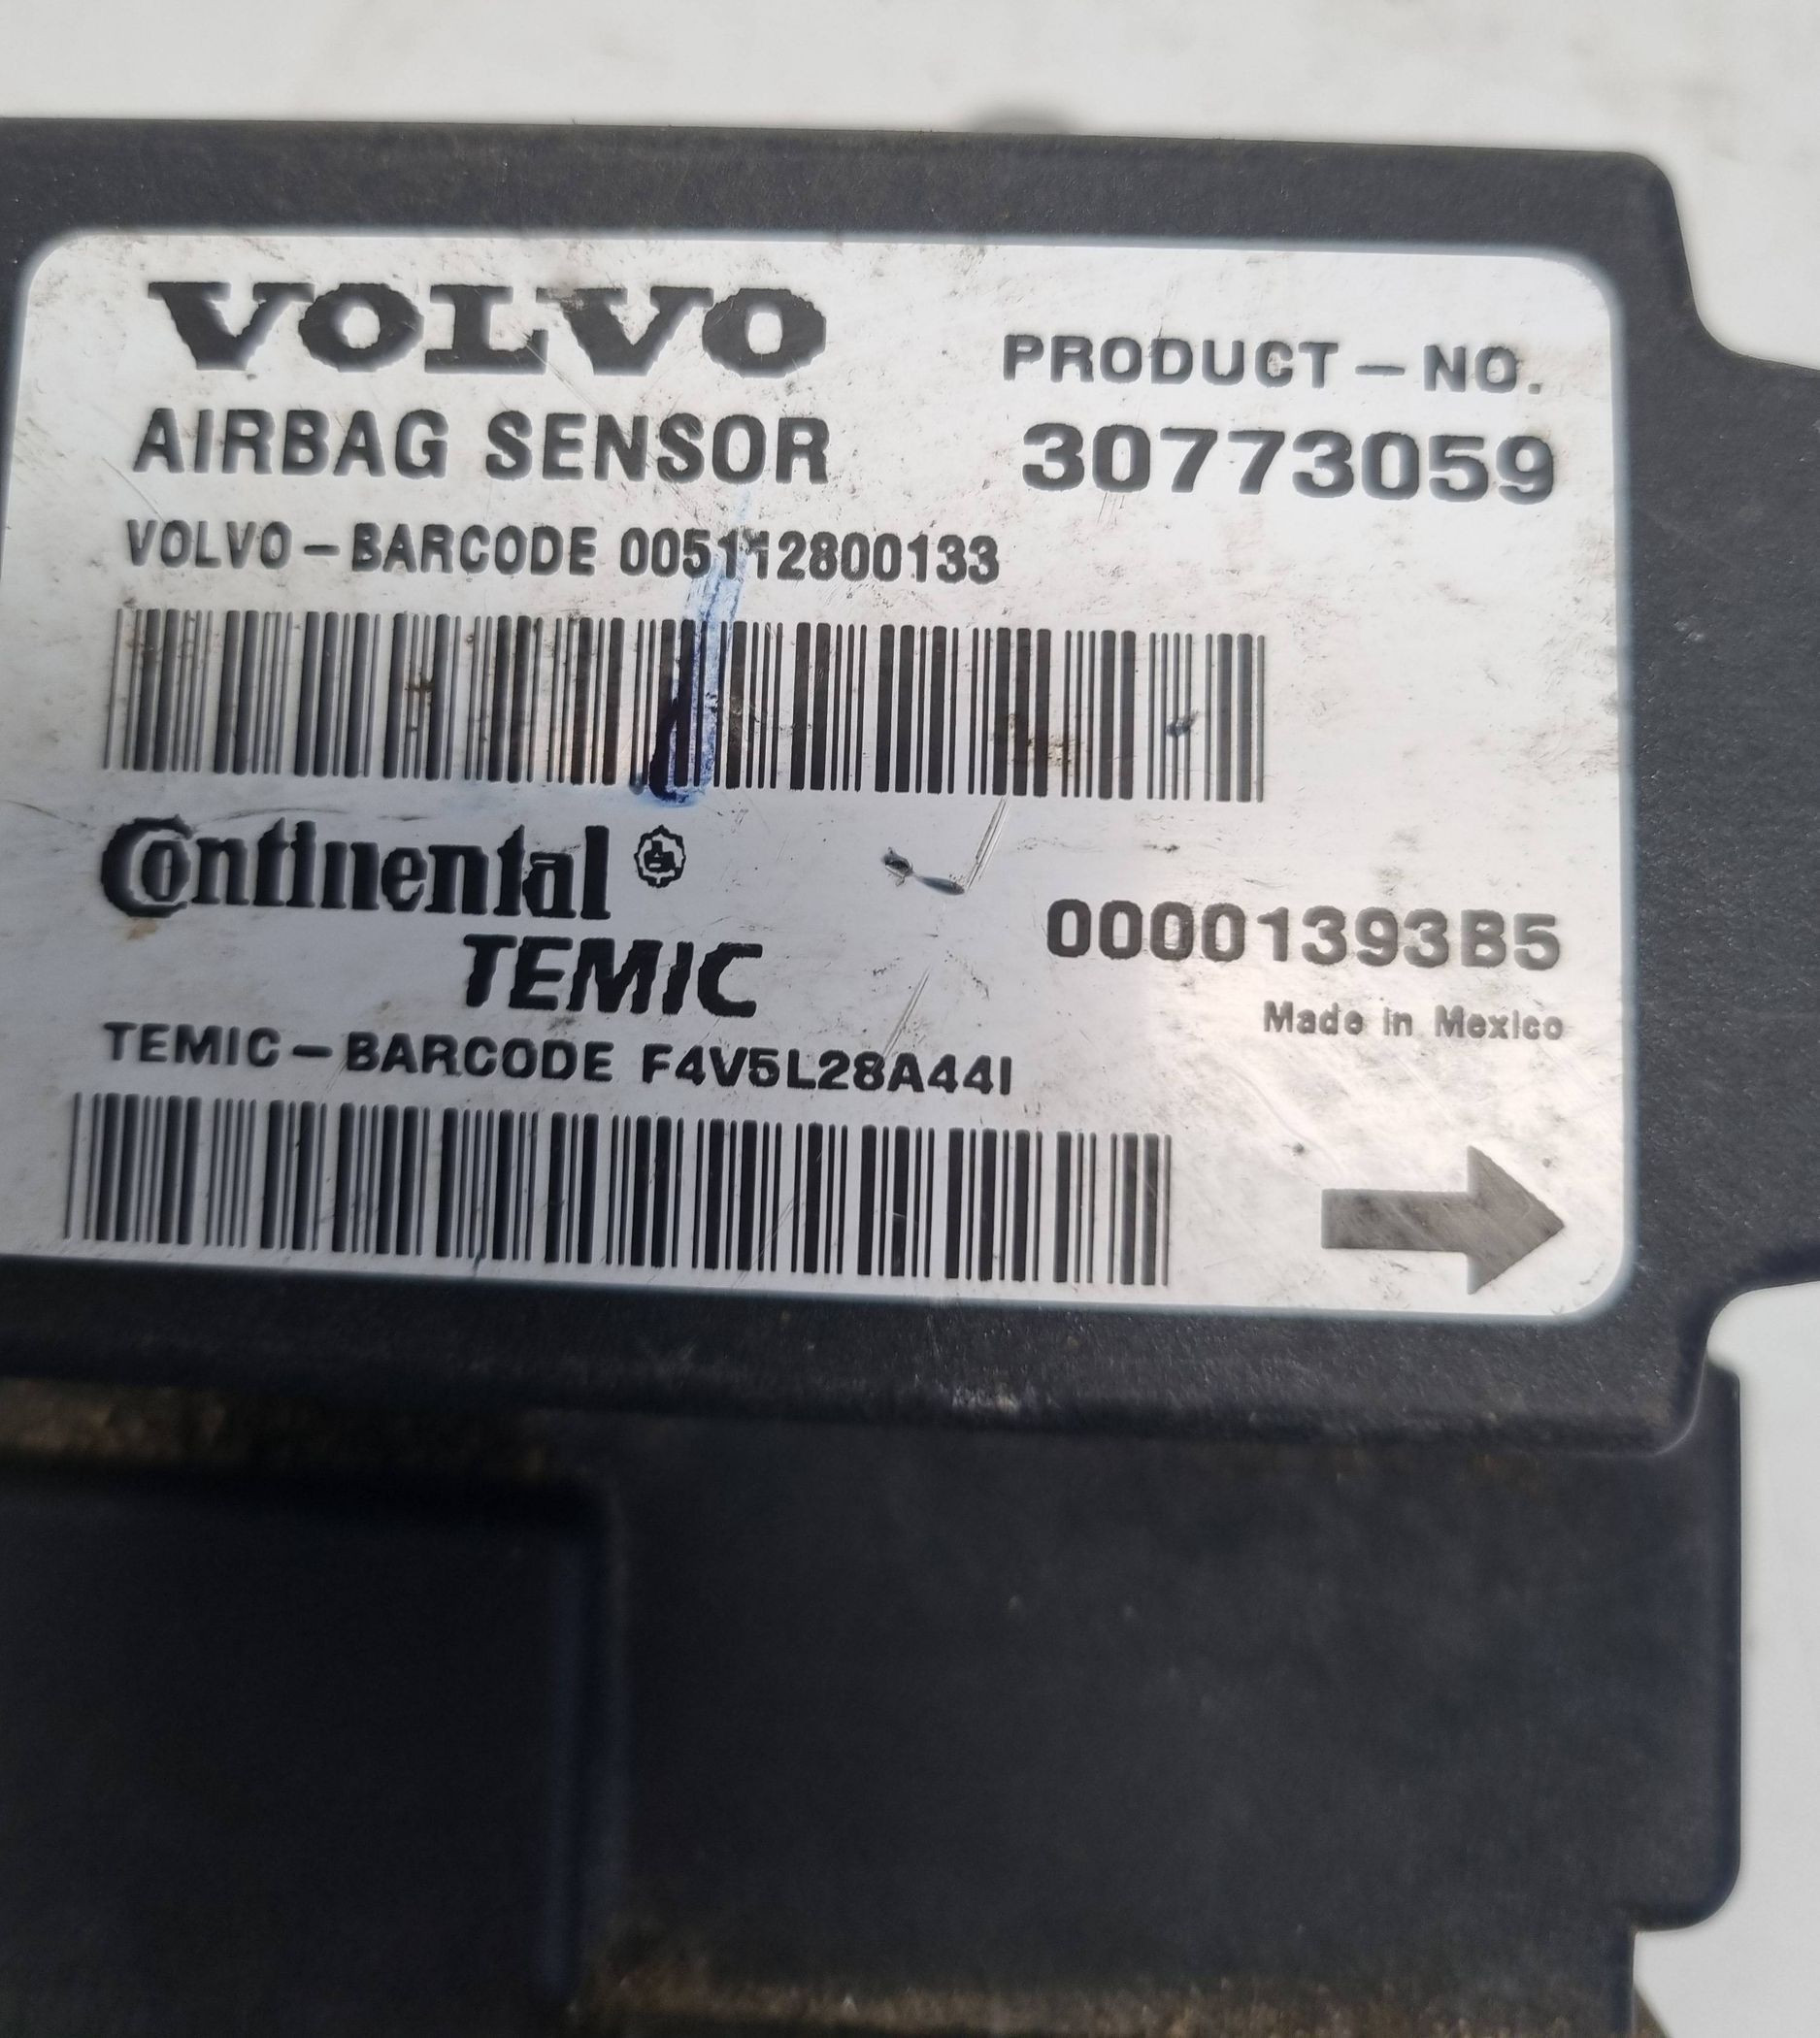 VOLVO
PRODUCT-NO.
AIRBAG SENSOR
30773059
VOLVO-BARCODE 005112800133
Continental
TEMIC
00001393B5
Made in Mexico
TEMIC-BARCODE F4V5L28A44I